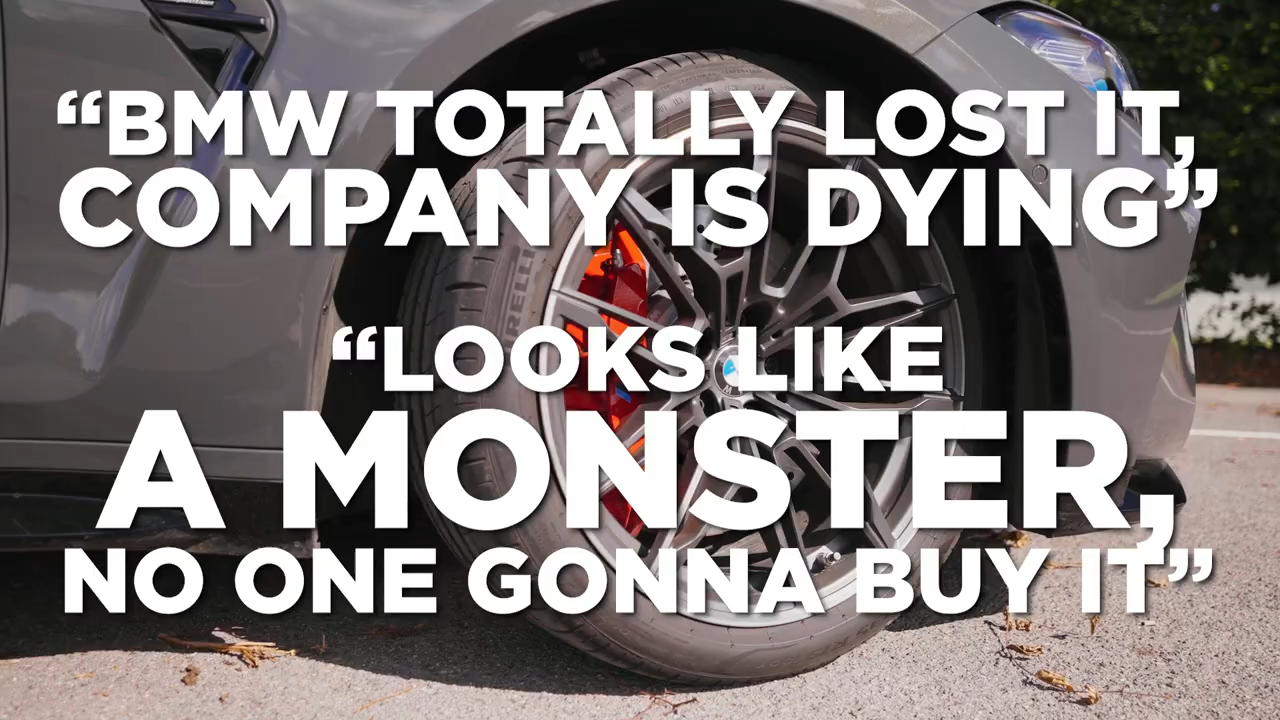 “BMW TOTALLY LOST IT,
COMPANY IS DYING”
“LOOKS LIKE
A MONSTER,
NO ONE GONNA BUY IT”